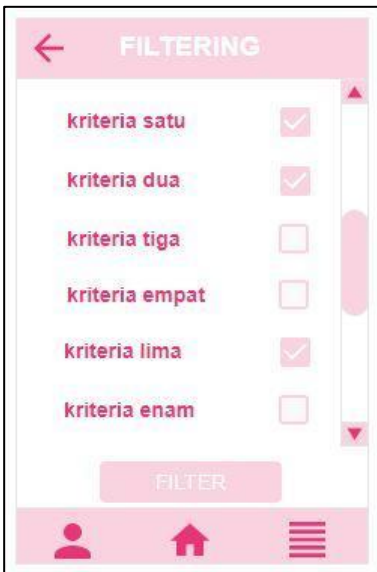 FILTERING
kriteria satu
kriteria dua
kriteria tiga
kriteria empat
kriteria lima
kriteria enam
FILTER